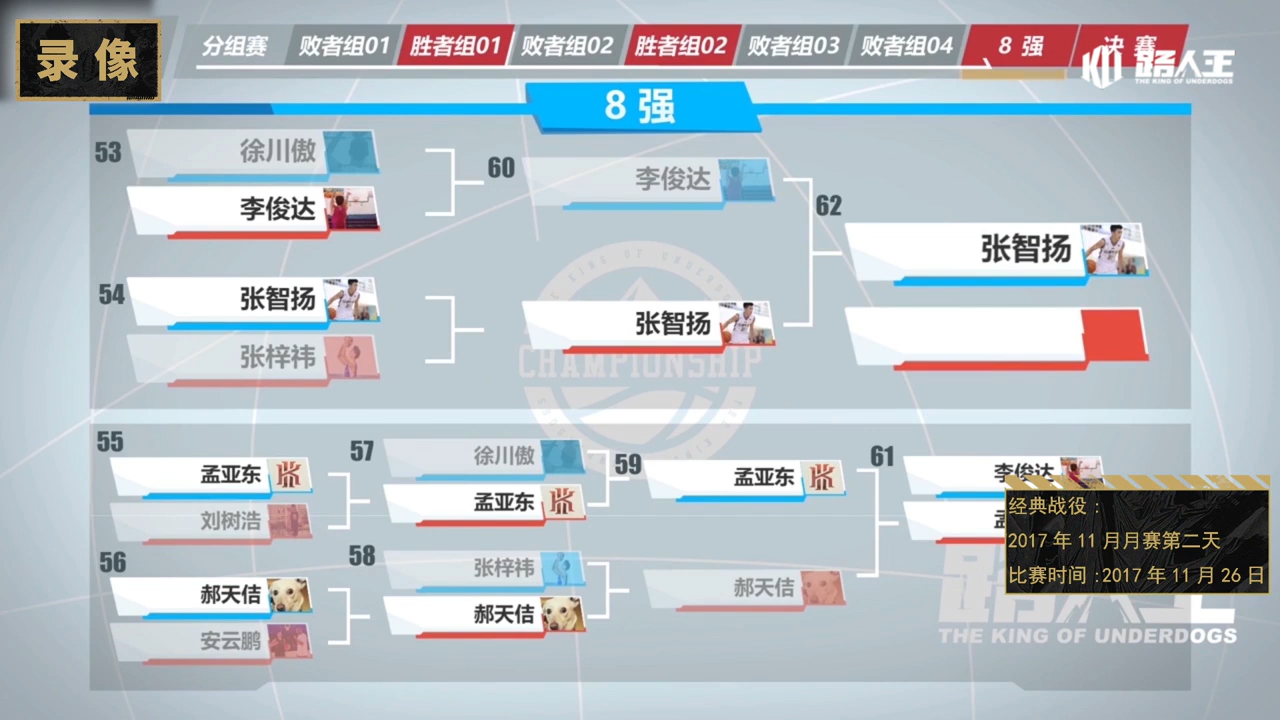 录像
分组赛 败者组01 胜者组01 败者组02 胜者组02 败者组03 败者组04 8 强 决 赛
路人王
THE KING OF UNDERDOGS
8 强
53
徐川傲
李俊达
54
张智扬
张梓祎
60
李俊达
张智扬
62
张智扬
CHAMPIONSHIP
55
孟亚东
刘树浩
56
郝天佶
安云鹏
57
徐川傲
孟亚东
58
张梓祎
郝天佶
59
孟亚东
郝天佶
61
李俊达
孟
经典战役：
2017 年 11 月月赛第二天
比赛时间 :2017 年 11 月 26 日
路人王
THE KING OF UNDERDOGS